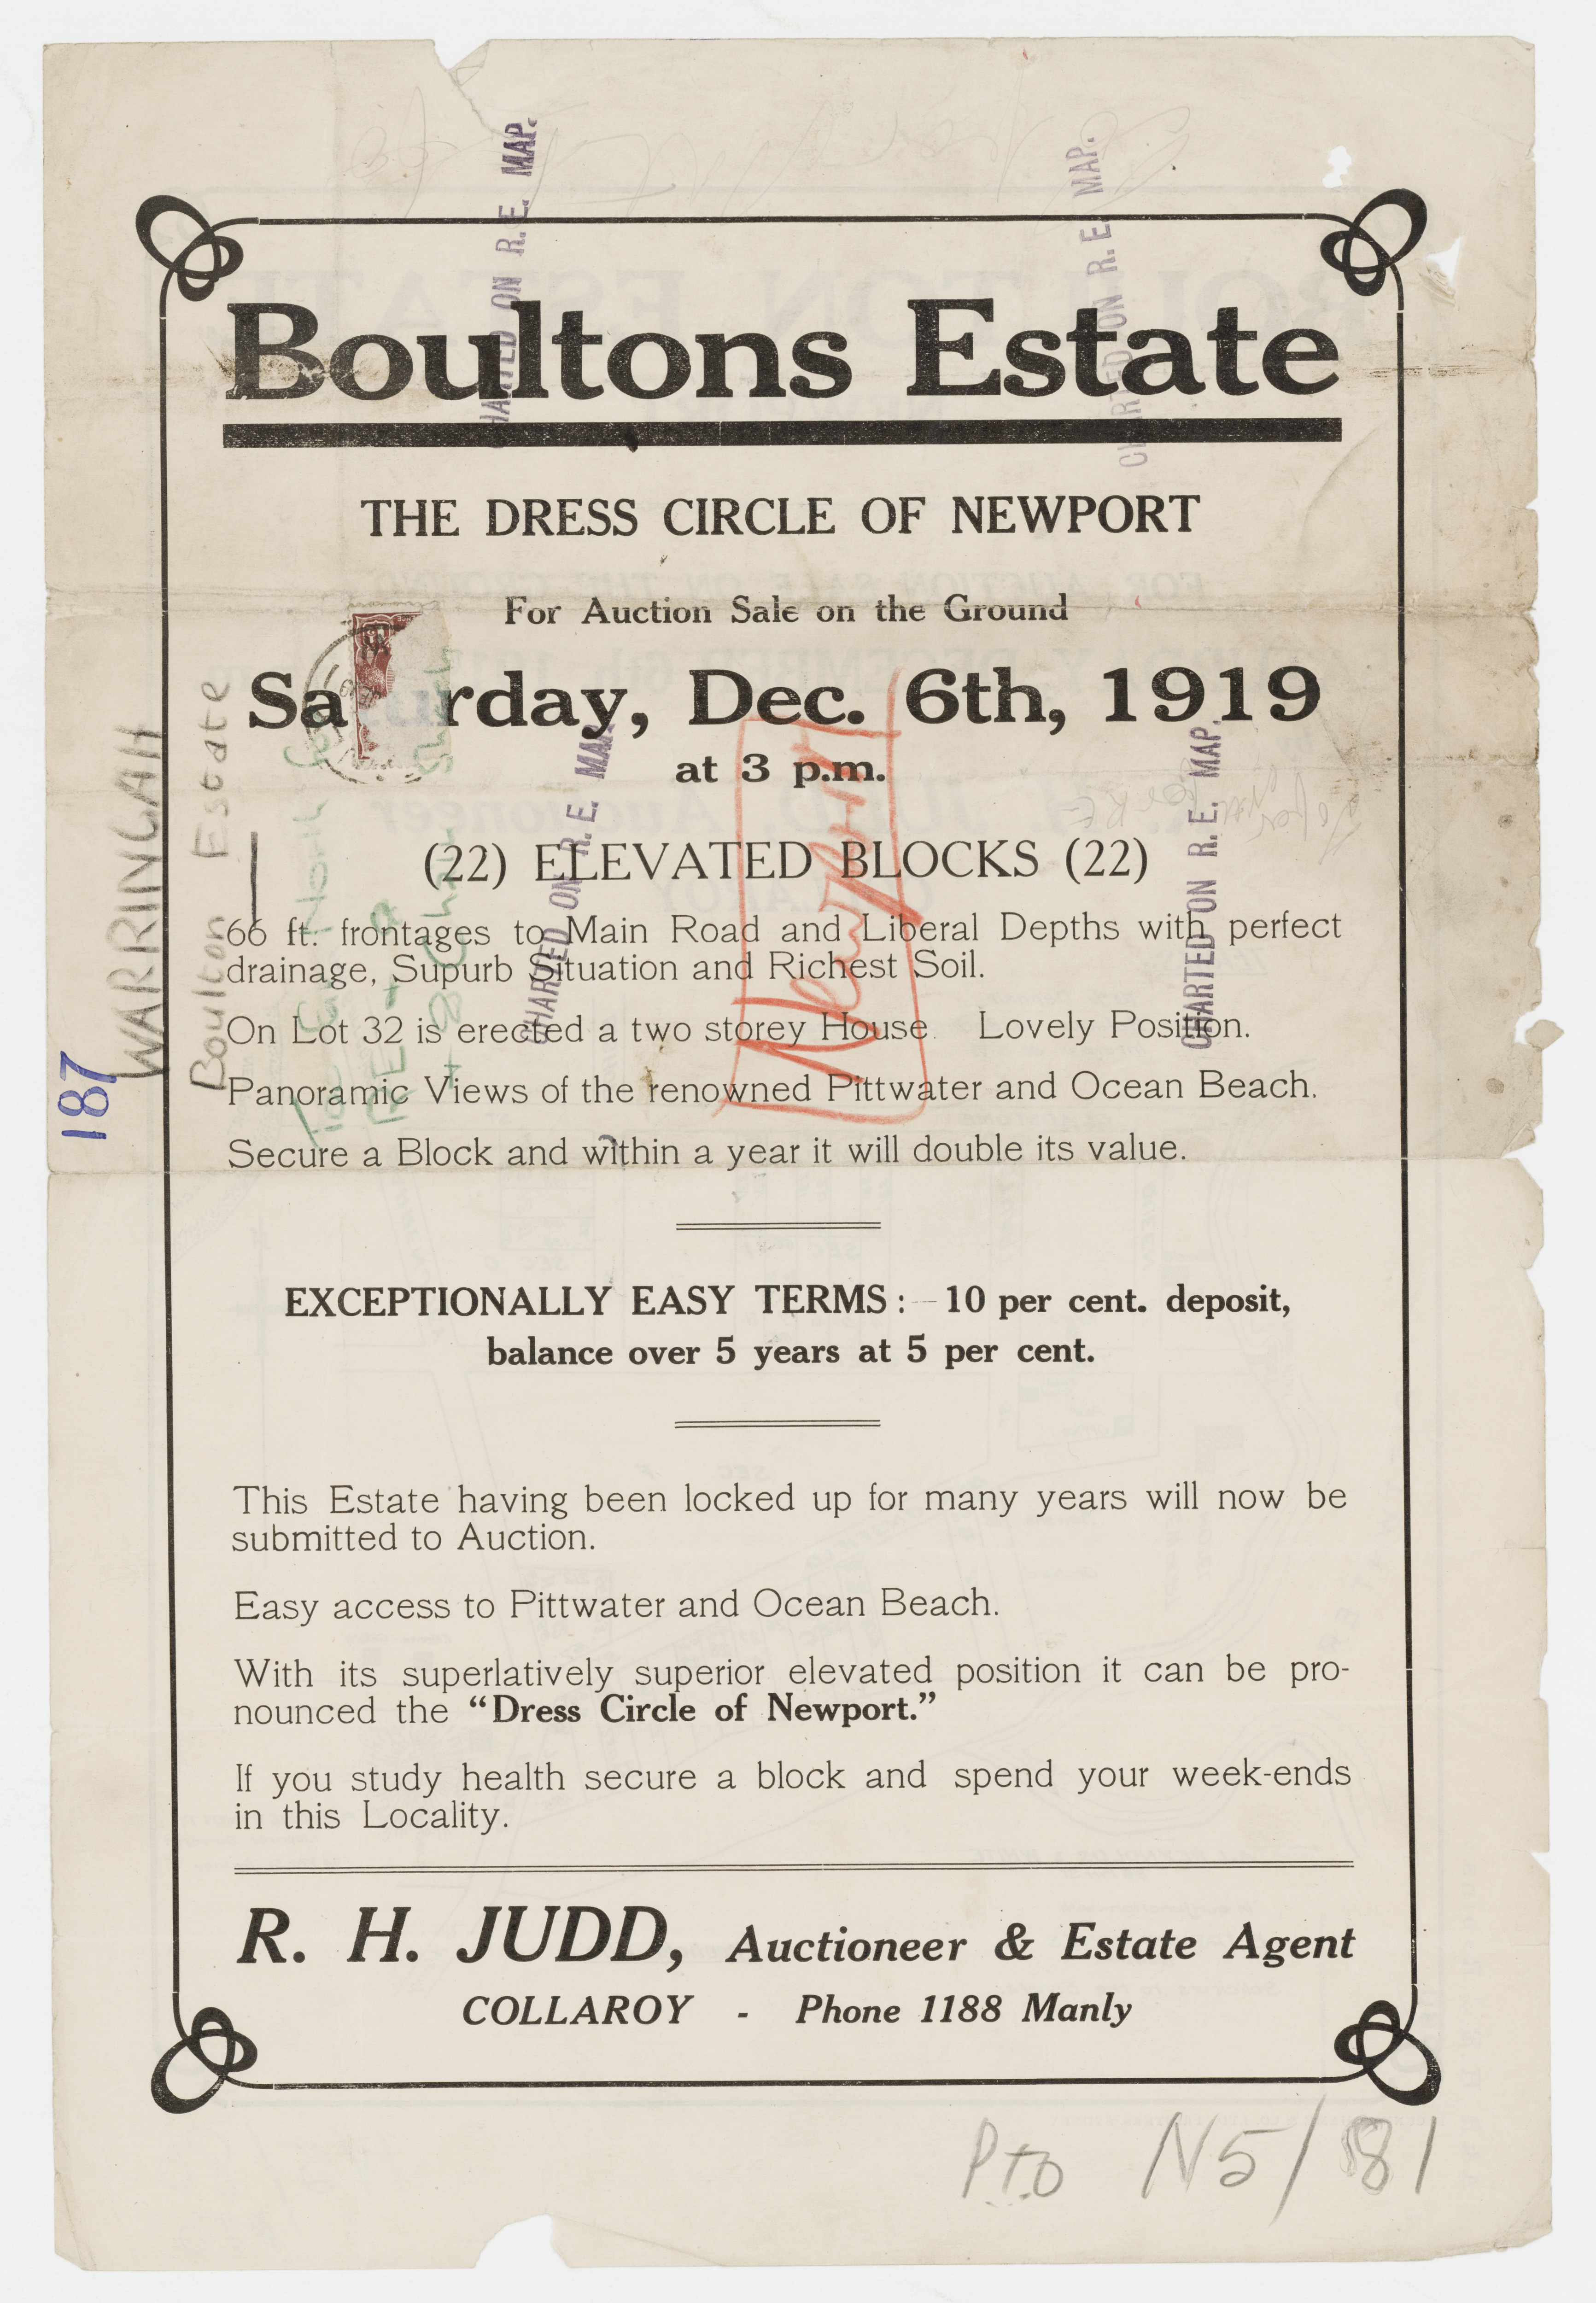 Boultons Estate
THE DRESS CIRCLE OF NEWPORT
For Auction Sale on the Ground
Saturday, Dec. 6th, 1919
at 3 p.m.
(22) ELEVATED BLOCKS (22)
66 ft. frontages to Main Road and Liberal Depths with perfect
drainage, Supurb Situation and Richest Soil.
On Lot 32 is erected a two storey House. Lovely Position.
Panoramic Views of the renowned Pittwater and Ocean Beach.
Secure a Block and within a year it will double its value.
EXCEPTIONALLY EASY TERMS :— 10 per cent. deposit,
balance over 5 years at 5 per cent.
This Estate having been locked up for many years will now be
submitted to Auction.
Easy access to Pittwater and Ocean Beach.
With its superlatively superior elevated position it can be pro-
nounced the “Dress Circle of Newport.”
If you study health secure a block and spend your week-ends
in this Locality.
R. H. JUDD, Auctioneer & Estate Agent
COLLAROY - Phone 1188 Manly
P.T.O N5/81
187
WARRINGAH
Boulton Estate
Newport
CHARTED ON R. E. MAP.
CHARTED ON R. E. MAP.
CHARTED ON R. E. MAP.
CHARTED ON R. E. MAP.